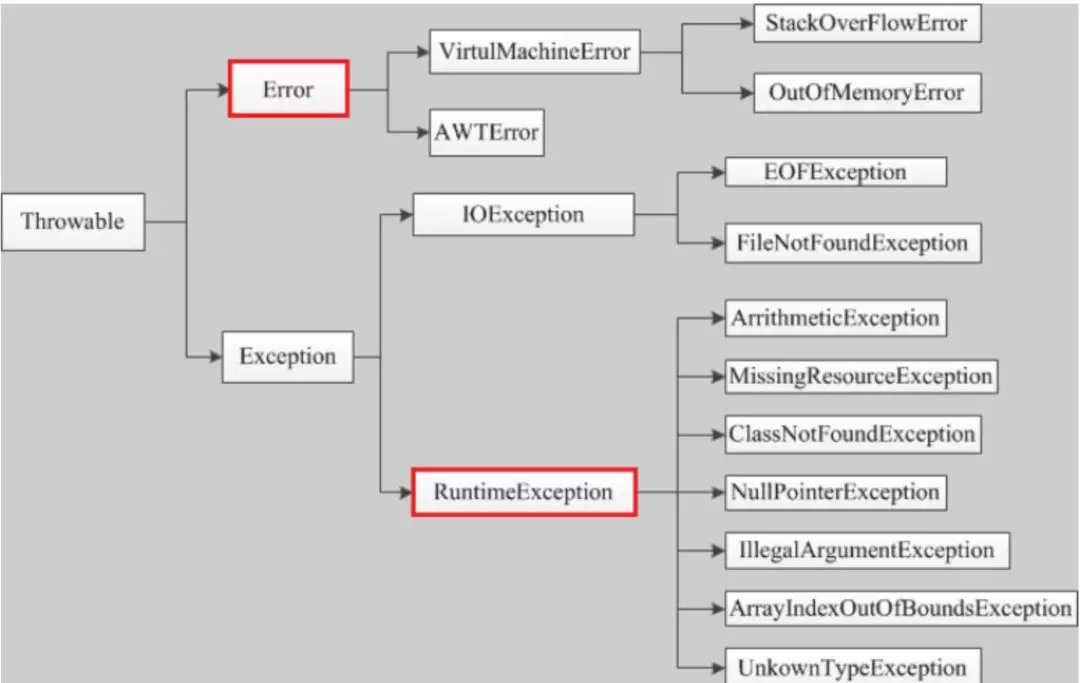 Throwable
Error
VirtulMachineError
StackOverFlowError
OutOfMemoryError
AWTError
Exception
IOException
EOFException
FileNotFoundException
RuntimeException
ArrithmeticException
MissingResourceException
ClassNotFoundException
NullPointerException
IllegalArgumentException
ArrayIndexOutOfBoundsException
UnkownTypeException